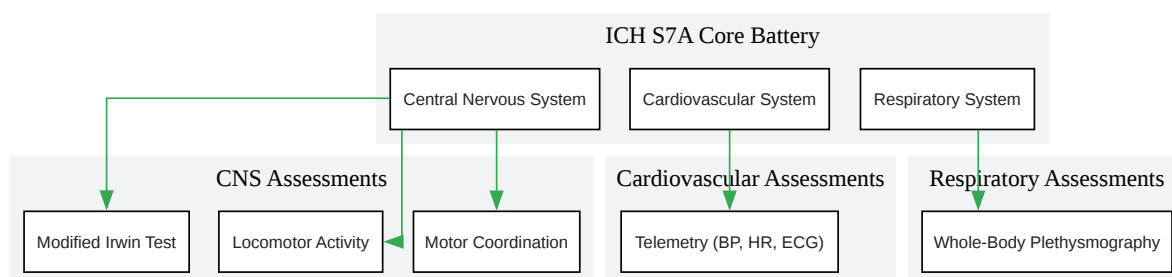 ICH S7A Core Battery
Central Nervous System
Cardiovascular System
Respiratory System
CNS Assessments
Cardiovascular Assessments
Respiratory Assessments
Modified Irwin Test
Locomotor Activity
Motor Coordination
Telemetry (BP, HR, ECG)
Whole-Body Plethysmography